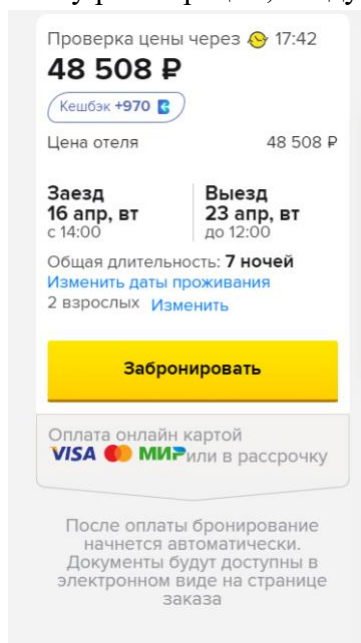 Проверка цены через 17:42
48 508 ₽
Кешбэк +970
Цена отеля 48 508 ₽
Заезд Выезд
16 апр, вт 23 апр, вт
с 14:00 до 12:00
Общая длительность: 7 ночей
Изменить даты проживания
2 взрослых Изменить
Забронировать
Оплата онлайн картой
VISA МИР или в рассрочку
После оплаты бронирование
начнется автоматически.
Документы будут доступны в
электронном виде на странице
заказа